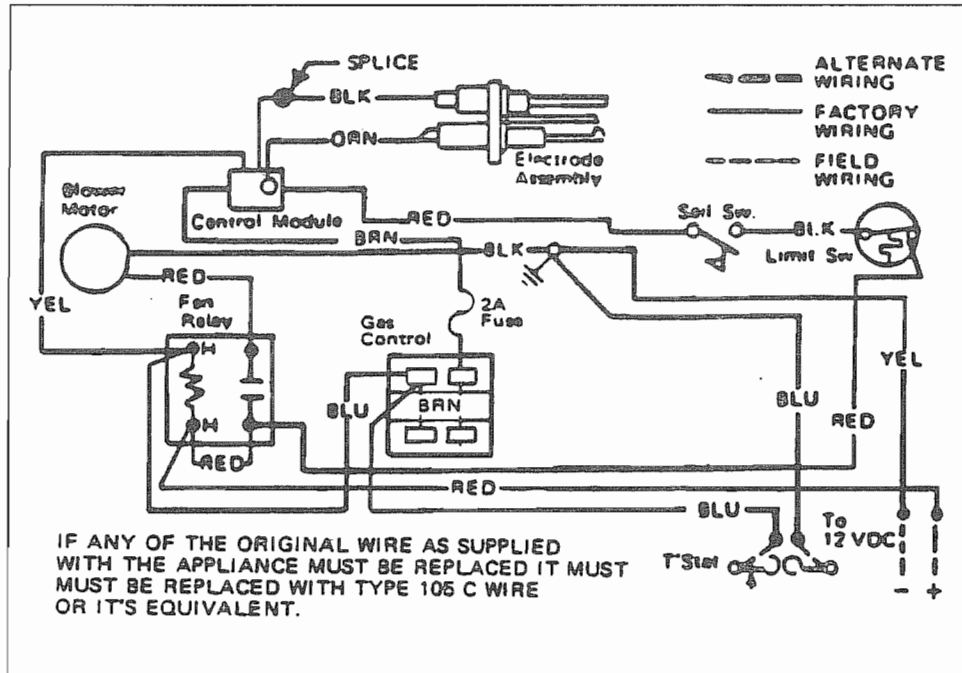 SPLICE
BLK
ORN
Electrode
Assembly
ALTERNATE
WIRING
FACTORY
WIRING
FIELD
WIRING
Blower
Motor
Control Module
RED
BRN
BLK
Sail Sw.
BLK
Limit Sw
RED
YEL
Fan
Relay
H
H
RED
Gas
Control
2A
Fuse
BRN
BLU
BLU
RED
YEL
RED
BLU
To
12 VDC
T'Stat
- +
IF ANY OF THE ORIGINAL WIRE AS SUPPLIED
WITH THE APPLIANCE MUST BE REPLACED IT MUST
MUST BE REPLACED WITH TYPE 105 C WIRE
OR IT'S EQUIVALENT.